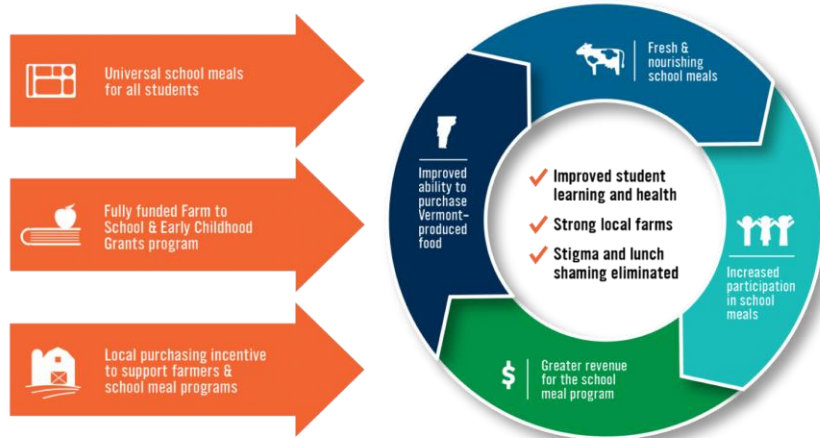 Universal school meals
for all students
Fully funded Farm to
School & Early Childhood
Grants program
Local purchasing incentive
to support farmers &
school meal programs
Fresh &
nourishing
school meals
Increased
participation
in school
meals
$
Greater revenue
for the school
meal program
Improved
ability to
purchase
Vermont–
produced
food
Improved student
learning and health
Strong local farms
Stigma and lunch
shaming eliminated